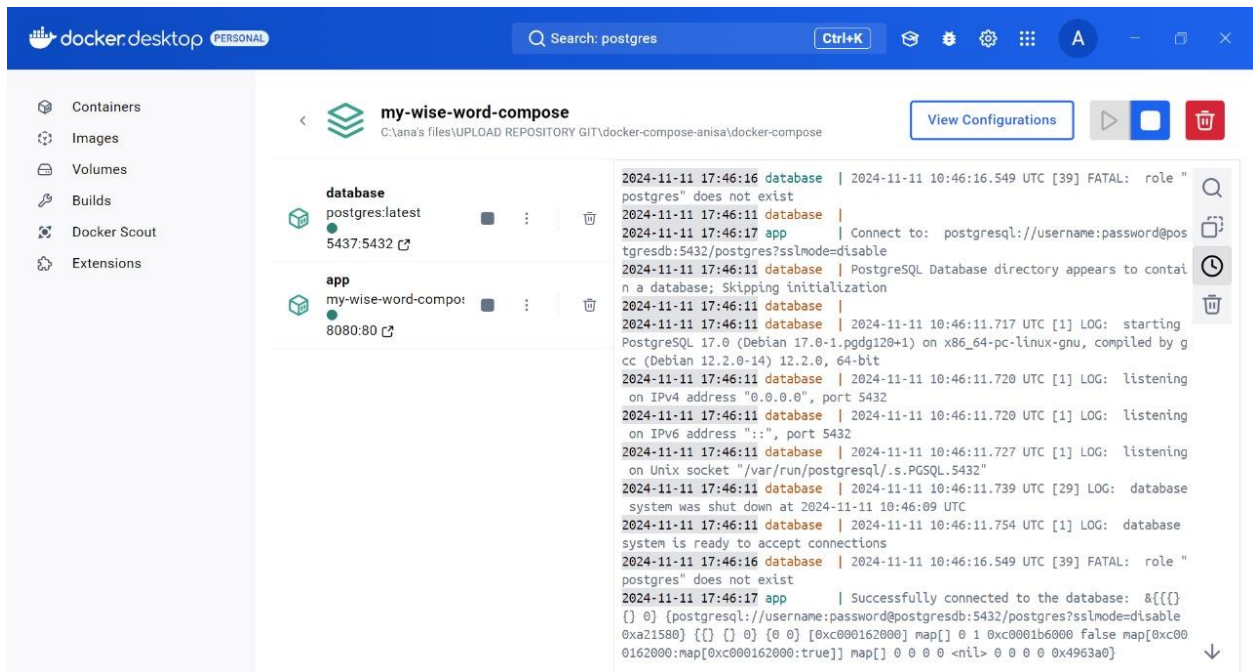 docker.desktop PERSONAL
Search: postgres
Ctrl+K
A
Containers
Images
Volumes
Builds
Docker Scout
Extensions
my-wise-word-compose
C:\ana's files\UPLOAD REPOSITORY GIT\docker-compose-anisa\docker-compose
View Configurations
database
postgres:latest
5437:5432
app
my-wise-word-compos
8080:80
2024-11-11 17:46:16 database | 2024-11-11 10:46:16.549 UTC [39] FATAL: role "
postgres" does not exist
2024-11-11 17:46:11 database |
2024-11-11 17:46:17 app | Connect to: postgresql://username:password@pos
tgresdb:5432/postgres?sslmode=disable
2024-11-11 17:46:11 database | PostgreSQL Database directory appears to contai
n a database; Skipping initialization
2024-11-11 17:46:11 database |
2024-11-11 17:46:11 database | 2024-11-11 10:46:11.717 UTC [1] LOG: starting
PostgreSQL 17.0 (Debian 17.0-1.pgdg120+1) on x86_64-pc-linux-gnu, compiled by g
cc (Debian 12.2.0-14) 12.2.0, 64-bit
2024-11-11 17:46:11 database | 2024-11-11 10:46:11.720 UTC [1] LOG: listening
on IPv4 address "0.0.0.0", port 5432
2024-11-11 17:46:11 database | 2024-11-11 10:46:11.720 UTC [1] LOG: listening
on IPv6 address "::", port 5432
2024-11-11 17:46:11 database | 2024-11-11 10:46:11.727 UTC [1] LOG: listening
on Unix socket "/var/run/postgresql/.s.PGSQL.5432"
2024-11-11 17:46:11 database | 2024-11-11 10:46:11.739 UTC [29] LOG: database
system was shut down at 2024-11-11 10:46:09 UTC
2024-11-11 17:46:11 database | 2024-11-11 10:46:11.754 UTC [1] LOG: database
system is ready to accept connections
2024-11-11 17:46:16 database | 2024-11-11 10:46:16.549 UTC [39] FATAL: role "
postgres" does not exist
2024-11-11 17:46:17 app | Successfully connected to the database: &{{{}
{} 0} {postgresql://username:password@postgresdb:5432/postgres?sslmode=disable
0xa21580} {{} {} 0} {0 0} [0xc000162000] map[] 0 1 0xc0001b6000 false map[0xc00
0162000:map[0xc000162000:true]] map[] 0 0 0 0 <nil> 0 0 0 0 0x4963a0}